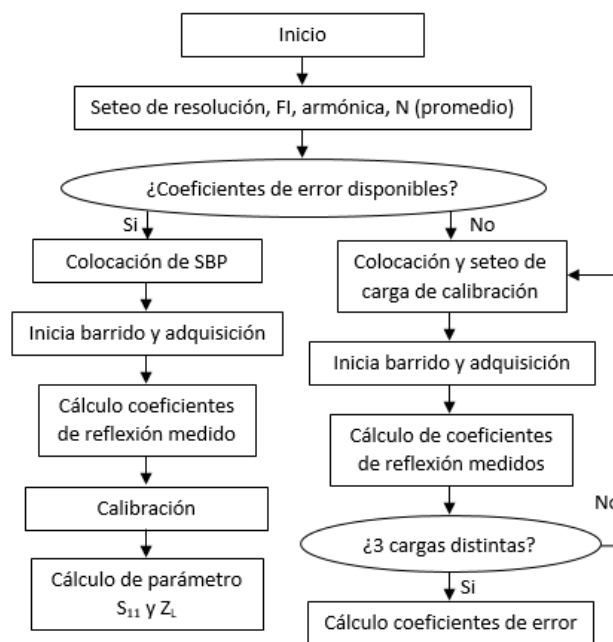 Inicio
Seteo de resolución, FI, armónica, N (promedio)
¿Coeficientes de error disponibles?
Si
No
Colocación de SBP
Inicia barrido y adquisición
Cálculo coeficientes
de reflexión medido
Calibración
Cálculo de parámetro
S₁₁ y Z_L
Colocación y seteo de
carga de calibración
Inicia barrido y adquisición
Cálculo de coeficientes
de reflexión medidos
¿3 cargas distintas?
No
Si
Cálculo coeficientes de error